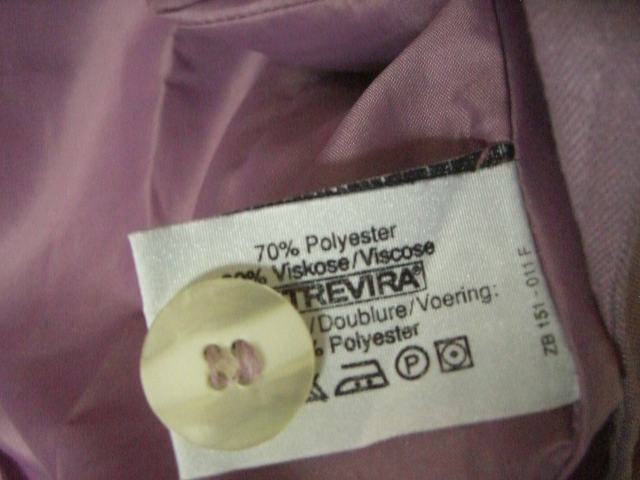 70% Polyester
Viskose/Viscose
TREVIRA®
/Doublure/Voering:
% Polyester
P
ZB 151-011 F